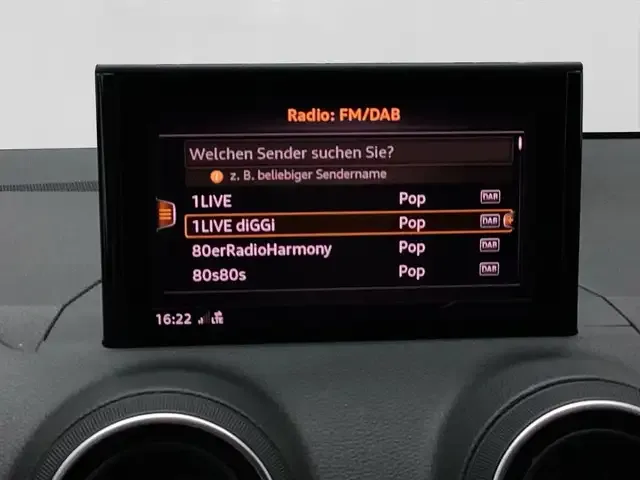 Radio: FM/DAB
Welchen Sender suchen Sie?
z. B. beliebiger Sendername
1LIVE Pop DAB
1LIVE diGGi Pop DAB
80erRadioHarmony Pop DAB
80s80s Pop DAB
16:22 LTE